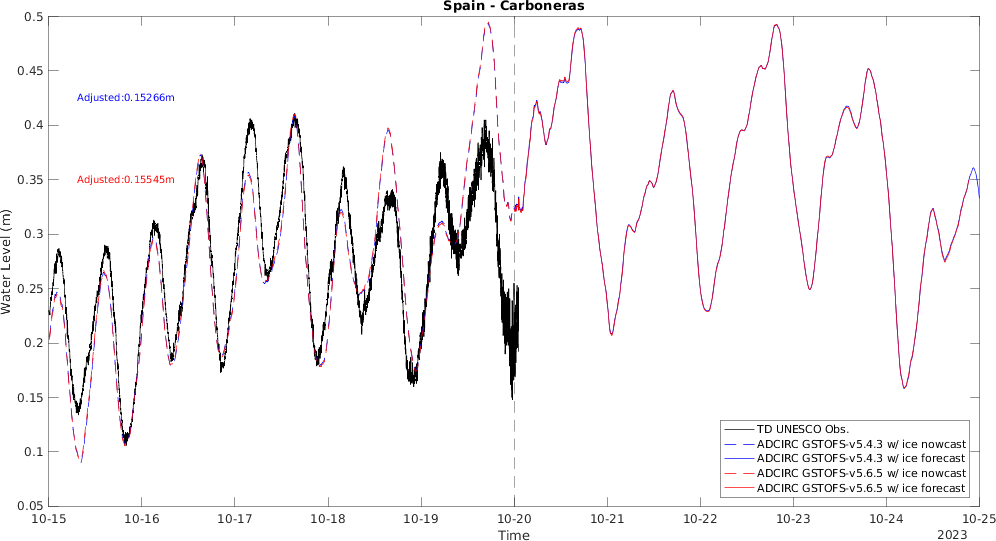 Spain - Carboneras
0.5
0.45
0.4
0.35
0.3
0.25
0.2
0.15
0.1
0.05
Water Level (m)
Adjusted:0.15266m
Adjusted:0.15545m
TD UNESCO Obs.
ADCIRC GSTOFS-v5.4.3 w/ ice nowcast
ADCIRC GSTOFS-v5.4.3 w/ ice forecast
ADCIRC GSTOFS-v5.6.5 w/ ice nowcast
ADCIRC GSTOFS-v5.6.5 w/ ice forecast
10-15 10-16 10-17 10-18 10-19 10-20 10-21 10-22 10-23 10-24 10-25
Time
2023